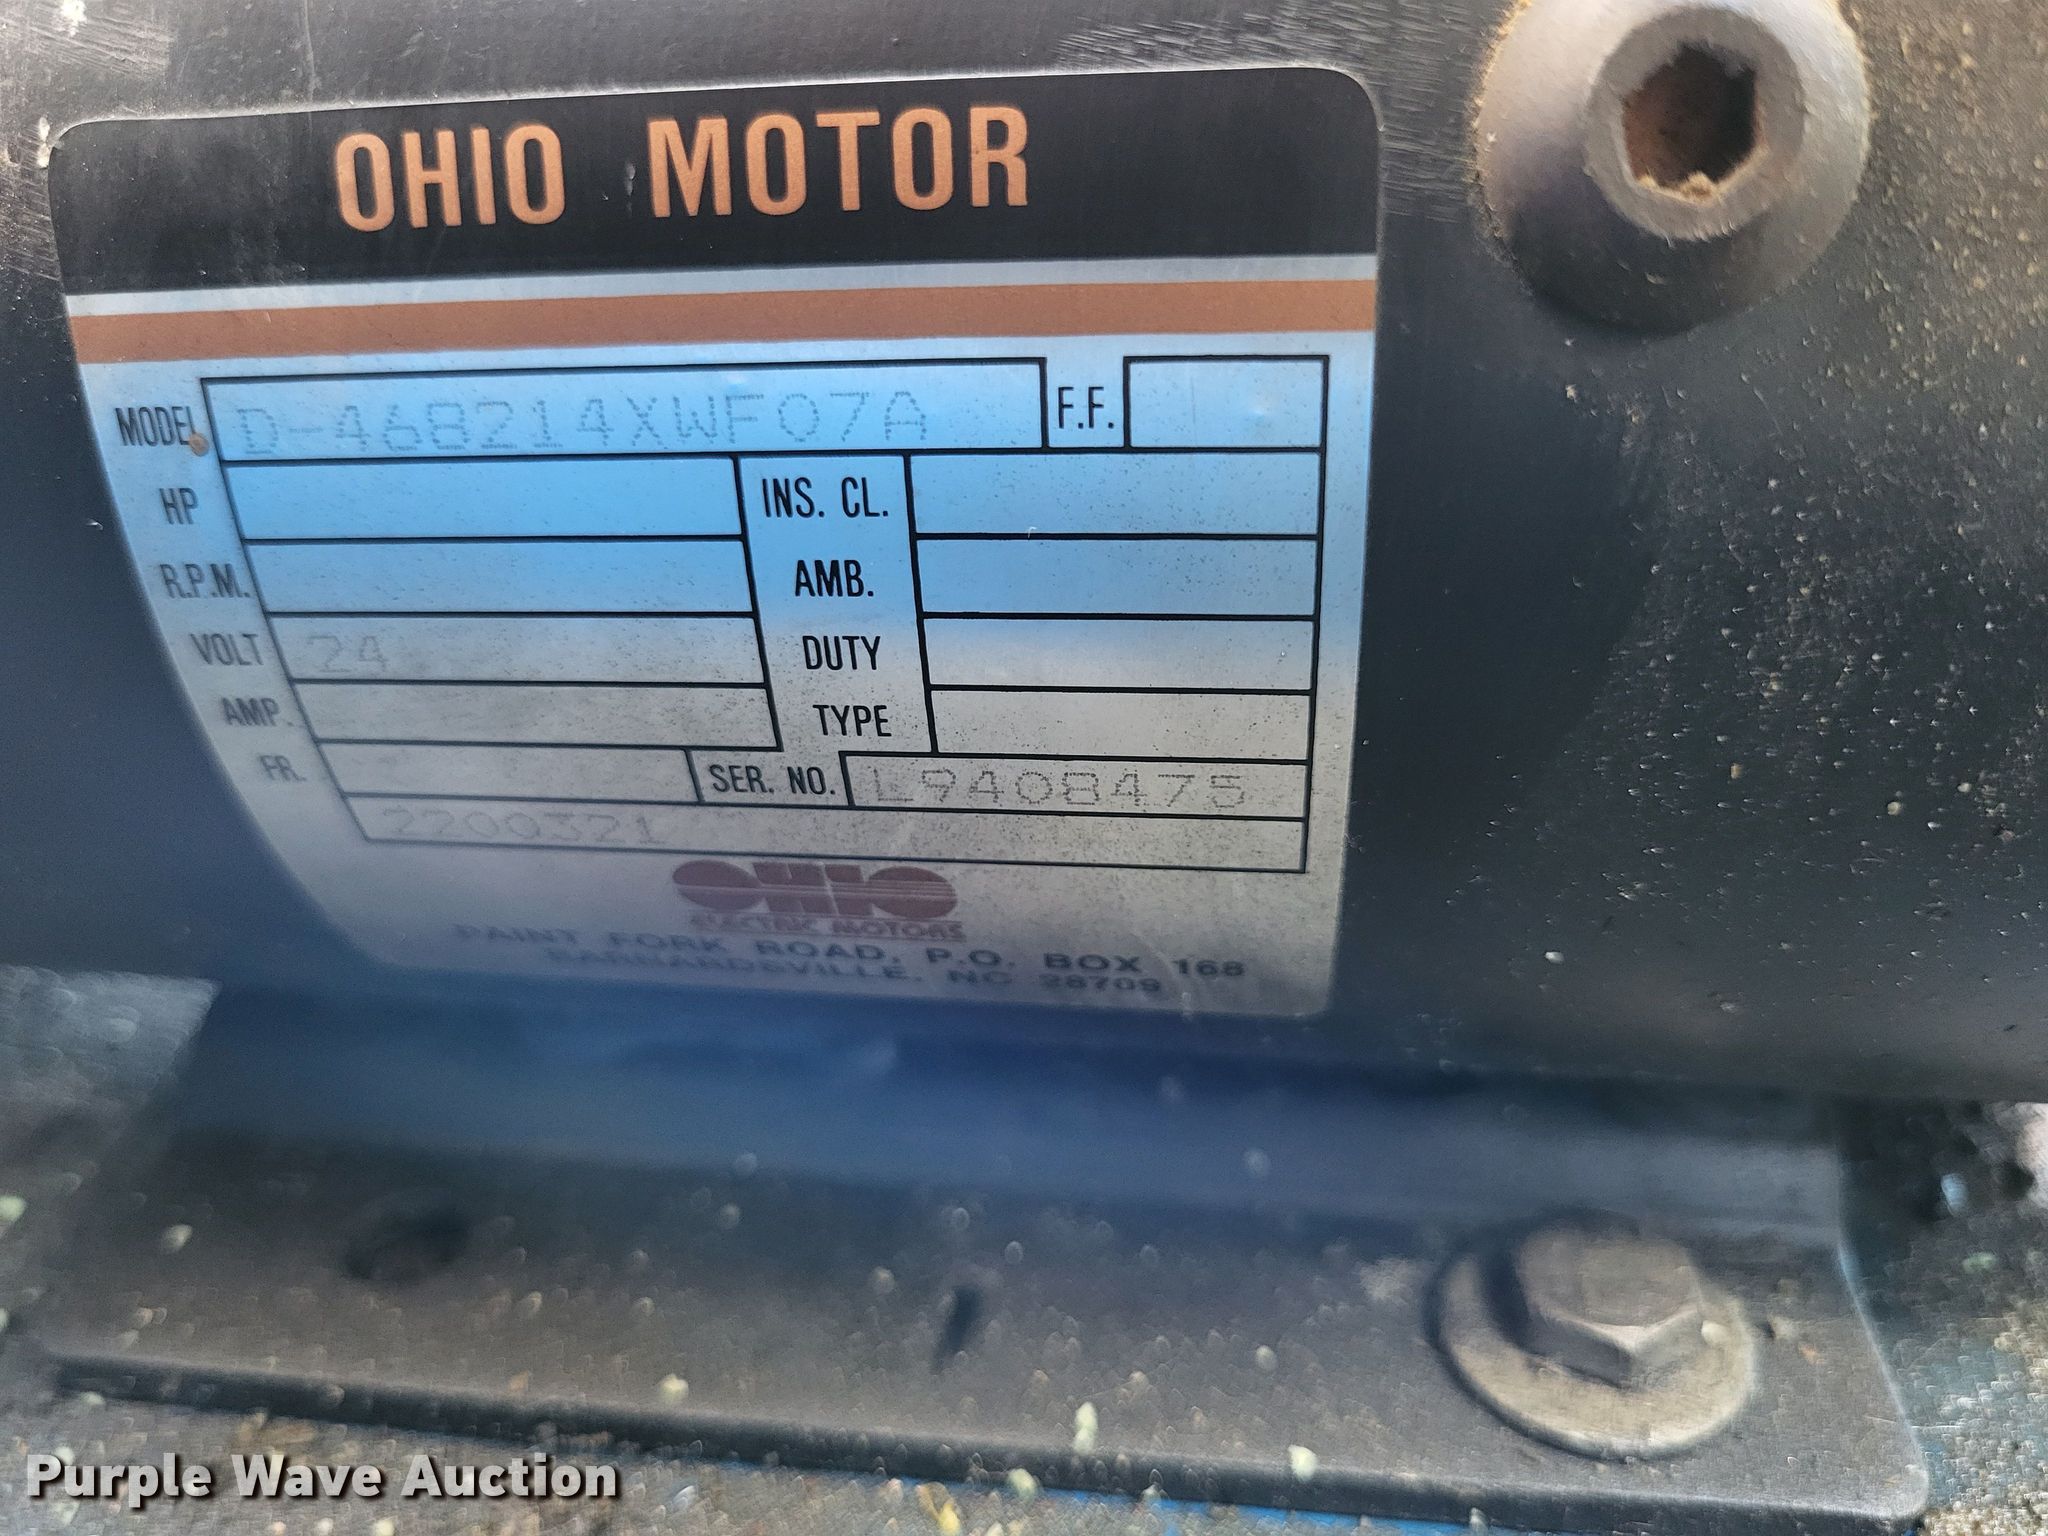 OHIO MOTOR
MODEL D-468214XWF07A F.F.
HP INS. CL.
R.P.M. AMB.
VOLT 24 DUTY
AMP. TYPE
FR. SER. NO. L9408475
2200321
OHIO
ELECTRIC MOTORS
PAINT FORK ROAD, P.O. BOX 168
BARNARDSVILLE, NC 28709
Purple Wave Auction